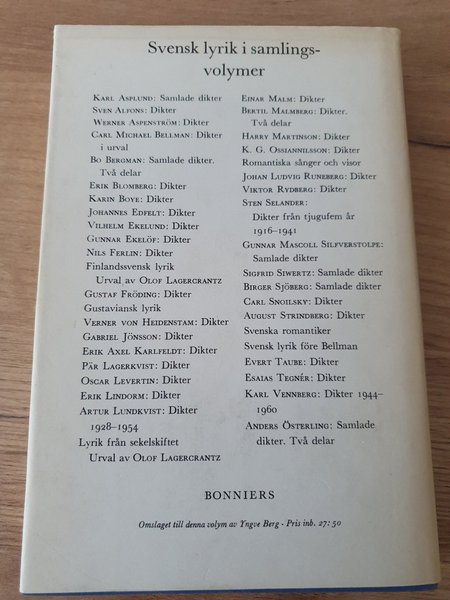 Svensk lyrik i samlings-
volymer
KARL ASPLUND: Samlade dikter
SVEN ALFONS: Dikter
WERNER ASPENSTRÖM: Dikter
CARL MICHAEL BELLMAN: Dikter
i urval
BO BERGMAN: Samlade dikter.
Två delar
ERIK BLOMBERG: Dikter
KARIN BOYE: Dikter
JOHANNES EDFELT: Dikter
VILHELM EKELUND: Dikter
GUNNAR EKELÖF: Dikter
NILS FERLIN: Dikter
Finlandssvensk lyrik
Urval av OLOF LAGERCRANTZ
GUSTAF FRÖDING: Dikter
Gustaviansk lyrik
VERNER VON HEIDENSTAM: Dikter
GABRIEL JÖNSSON: Dikter
ERIK AXEL KARLFELDT: Dikter
PÄR LAGERKVIST: Dikter
OSCAR LEVERTIN: Dikter
ERIK LINDORM: Dikter
ARTUR LUNDKVIST: Dikter
1928–1954
Lyrik från sekelskiftet
Urval av OLOF LAGERCRANTZ
EINAR MALM: Dikter
BERTIL MALMBERG: Dikter.
Två delar
HARRY MARTINSON: Dikter
K. G. OSSIANNILSSON: Dikter
Romantiska sånger och visor
JOHAN LUDVIG RUNEBERG: Dikter
VIKTOR RYDBERG: Dikter
STEN SELANDER:
Dikter från tjugufem år
1916–1941
GUNNAR MASCOLL SILFVERSTOLPE:
Samlade dikter
SIGFRID SIWERTZ: Samlade dikter
BIRGER SJÖBERG: Samlade dikter
CARL SNOILSKY: Dikter
AUGUST STRINDBERG: Dikter
Svenska romantiker
Svensk lyrik före Bellman
EVERT TAUBE: Dikter
ESAIAS TEGNÉR: Dikter
KARL VENNBERG: Dikter 1944–
1960
ANDERS ÖSTERLING: Samlade
dikter. Två delar
BONNIERS
Omslaget till denna volym av Yngve Berg · Pris inb. 27: 50